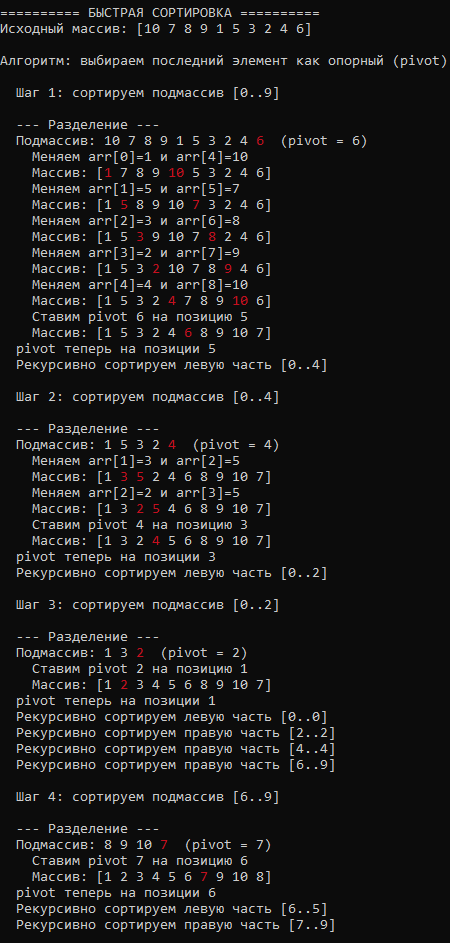 ========== БЫСТРАЯ СОРТИРОВКА ==========
Исходный массив: [10 7 8 9 1 5 3 2 4 6]
Алгоритм: выбираем последний элемент как опорный (pivot)
Шаг 1: сортируем подмассив [0..9]
--- Разделение ---
Подмассив: 10 7 8 9 1 5 3 2 4 6 (pivot = 6)
Меняем arr[0]=1 и arr[4]=10
Массив: [1 7 8 9 10 5 3 2 4 6]
Меняем arr[1]=5 и arr[5]=7
Массив: [1 5 8 9 10 7 3 2 4 6]
Меняем arr[2]=3 и arr[6]=8
Массив: [1 5 3 9 10 7 8 2 4 6]
Меняем arr[3]=2 и arr[7]=9
Массив: [1 5 3 2 10 7 8 9 4 6]
Меняем arr[4]=4 и arr[8]=10
Массив: [1 5 3 2 4 7 8 9 10 6]
Ставим pivot 6 на позицию 5
Массив: [1 5 3 2 4 6 8 9 10 7]
pivot теперь на позиции 5
Рекурсивно сортируем левую часть [0..4]
Шаг 2: сортируем подмассив [0..4]
--- Разделение ---
Подмассив: 1 5 3 2 4 (pivot = 4)
Меняем arr[1]=3 и arr[2]=5
Массив: [1 3 5 2 4 6 8 9 10 7]
Меняем arr[2]=2 и arr[3]=5
Массив: [1 3 2 5 4 6 8 9 10 7]
Ставим pivot 4 на позицию 3
Массив: [1 3 2 4 5 6 8 9 10 7]
pivot теперь на позиции 3
Рекурсивно сортируем левую часть [0..2]
Шаг 3: сортируем подмассив [0..2]
--- Разделение ---
Подмассив: 1 3 2 (pivot = 2)
Ставим pivot 2 на позицию 1
Массив: [1 2 3 4 5 6 8 9 10 7]
pivot теперь на позиции 1
Рекурсивно сортируем левую часть [0..0]
Рекурсивно сортируем правую часть [2..2]
Рекурсивно сортируем правую часть [4..4]
Рекурсивно сортируем правую часть [6..9]
Шаг 4: сортируем подмассив [6..9]
--- Разделение ---
Подмассив: 8 9 10 7 (pivot = 7)
Ставим pivot 7 на позицию 6
Массив: [1 2 3 4 5 6 7 9 10 8]
pivot теперь на позиции 6
Рекурсивно сортируем левую часть [6..5]
Рекурсивно сортируем правую часть [7..9]